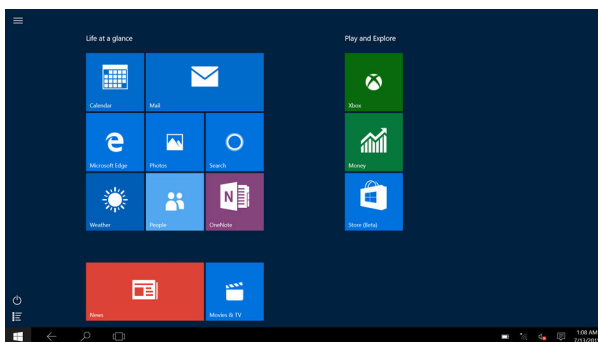 Life at a glance
Play and Explore
Calendar
Mail
Xbox
Microsoft Edge
Photos
Search
Money
Weather
People
OneNote
Store (Beta)
News
Movies & TV
1:08 AM